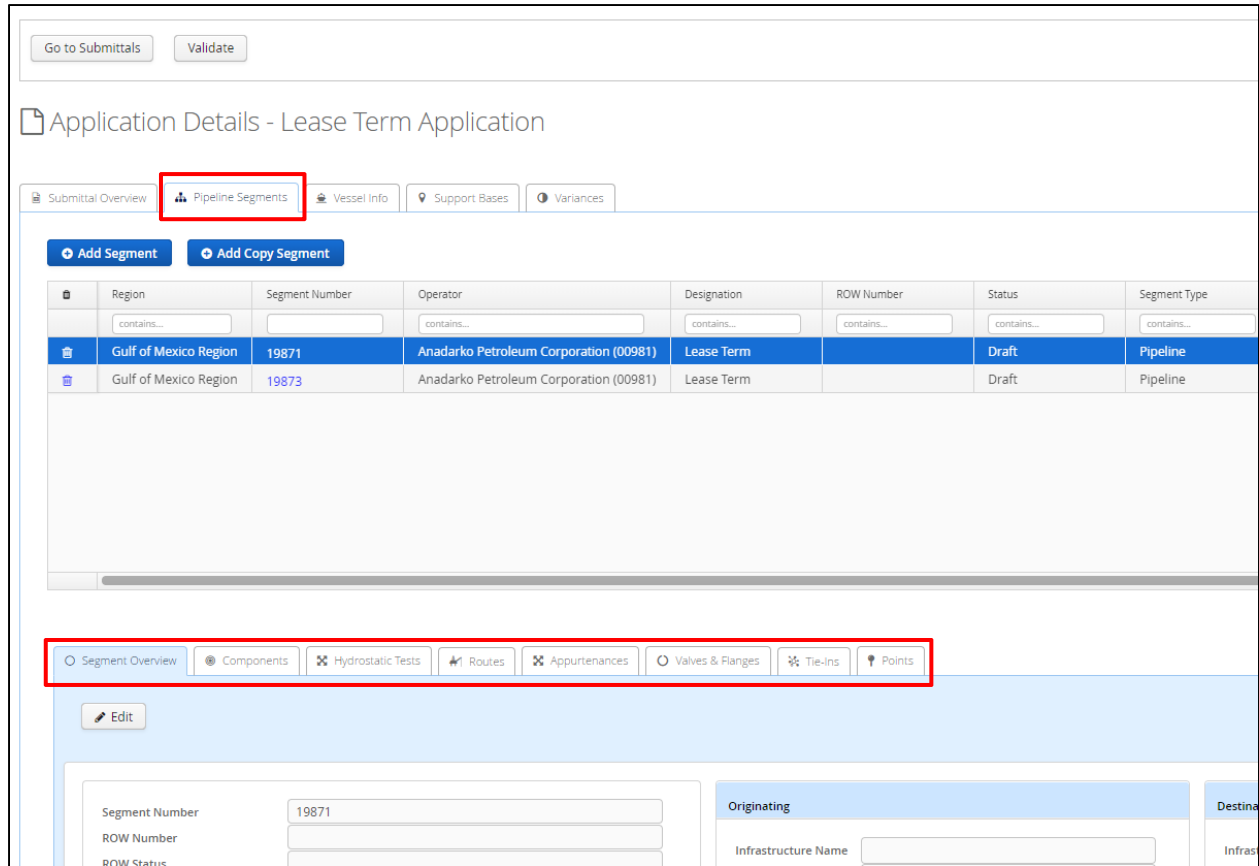 Go to Submittals Validate
Application Details - Lease Term Application
Submittal Overview Pipeline Segments Vessel Info Support Bases Variances
Add Segment Add Copy Segment
Region Segment Number Operator Designation ROW Number Status Segment Type
contains... contains... contains... contains... contains... contains...
Gulf of Mexico Region 19871 Anadarko Petroleum Corporation (00981) Lease Term Draft Pipeline
Gulf of Mexico Region 19873 Anadarko Petroleum Corporation (00981) Lease Term Draft Pipeline
Segment Overview Components Hydrostatic Tests Routes Appurtenances Valves & Flanges Tie-Ins Points
Edit
Segment Number 19871 Originating Destina
ROW Number
Infrastructure Name Infrast
ROW Status